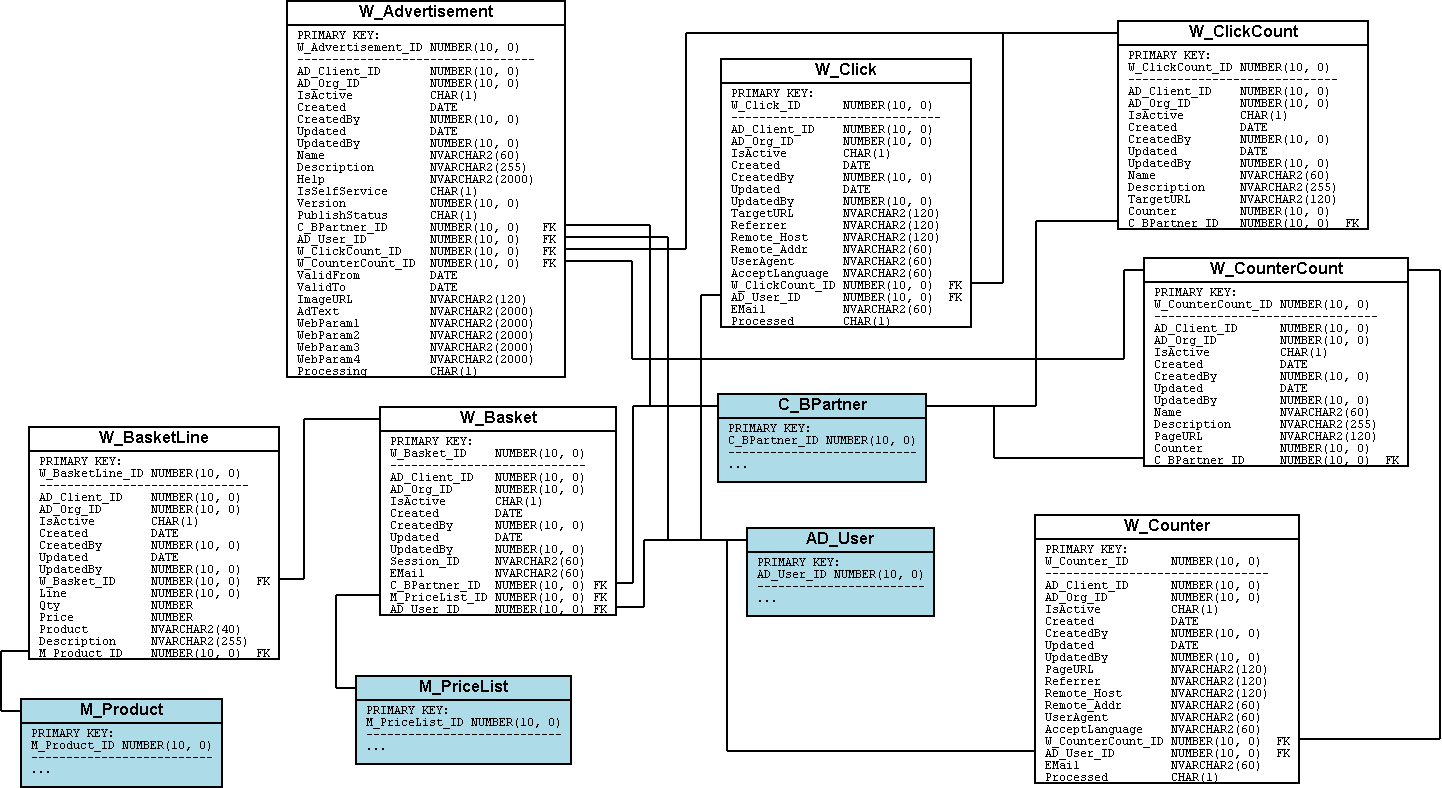 W_Advertisement
PRIMARY KEY:
W_Advertisement_ID NUMBER(10, 0)
-------------------------------
AD_Client_ID NUMBER(10, 0)
AD_Org_ID NUMBER(10, 0)
IsActive CHAR(1)
Created DATE
CreatedBy NUMBER(10, 0)
Updated DATE
UpdatedBy NUMBER(10, 0)
Name NVARCHAR2(60)
Description NVARCHAR2(255)
Help NVARCHAR2(2000)
IsSelfService CHAR(1)
Version NUMBER(10, 0)
PublishStatus CHAR(1)
C_BPartner_ID NUMBER(10, 0) FK
AD_User_ID NUMBER(10, 0) FK
W_ClickCount_ID NUMBER(10, 0) FK
W_CounterCount_ID NUMBER(10, 0) FK
ValidFrom DATE
ValidTo DATE
ImageURL NVARCHAR2(120)
AdText NVARCHAR2(2000)
WebParam1 NVARCHAR2(2000)
WebParam2 NVARCHAR2(2000)
WebParam3 NVARCHAR2(2000)
WebParam4 NVARCHAR2(2000)
Processing CHAR(1)
W_Click
PRIMARY KEY:
W_Click_ID NUMBER(10, 0)
------------------------------
AD_Client_ID NUMBER(10, 0)
AD_Org_ID NUMBER(10, 0)
IsActive CHAR(1)
Created DATE
CreatedBy NUMBER(10, 0)
Updated DATE
UpdatedBy NUMBER(10, 0)
TargetURL NVARCHAR2(120)
Referrer NVARCHAR2(120)
Remote_Host NVARCHAR2(120)
Remote_Addr NVARCHAR2(60)
UserAgent NVARCHAR2(60)
AcceptLanguage NVARCHAR2(60)
W_ClickCount_ID NUMBER(10, 0) FK
AD_User_ID NUMBER(10, 0) FK
EMail NVARCHAR2(60)
Processed CHAR(1)
W_ClickCount
PRIMARY KEY:
W_ClickCount_ID NUMBER(10, 0)
------------------------------
AD_Client_ID NUMBER(10, 0)
AD_Org_ID NUMBER(10, 0)
IsActive CHAR(1)
Created DATE
CreatedBy NUMBER(10, 0)
Updated DATE
UpdatedBy NUMBER(10, 0)
Name NVARCHAR2(60)
Description NVARCHAR2(255)
TargetURL NVARCHAR2(120)
Counter NUMBER(10, 0)
C_BPartner_ID NUMBER(10, 0) FK
W_CounterCount
PRIMARY KEY:
W_CounterCount_ID NUMBER(10, 0)
--------------------------------
AD_Client_ID NUMBER(10, 0)
AD_Org_ID NUMBER(10, 0)
IsActive CHAR(1)
Created DATE
CreatedBy NUMBER(10, 0)
Updated DATE
UpdatedBy NUMBER(10, 0)
Name NVARCHAR2(60)
Description NVARCHAR2(255)
PageURL NVARCHAR2(120)
Counter NUMBER(10, 0)
C_BPartner_ID NUMBER(10, 0) FK
W_BasketLine
PRIMARY KEY:
W_BasketLine_ID NUMBER(10, 0)
------------------------------
AD_Client_ID NUMBER(10, 0)
AD_Org_ID NUMBER(10, 0)
IsActive CHAR(1)
Created DATE
CreatedBy NUMBER(10, 0)
Updated DATE
UpdatedBy NUMBER(10, 0)
W_Basket_ID NUMBER(10, 0) FK
Line NUMBER(10, 0)
Qty NUMBER
Price NUMBER
Product NVARCHAR2(40)
Description NVARCHAR2(255)
M_Product_ID NUMBER(10, 0) FK
W_Basket
PRIMARY KEY:
W_Basket_ID NUMBER(10, 0)
----------------------------
AD_Client_ID NUMBER(10, 0)
AD_Org_ID NUMBER(10, 0)
IsActive CHAR(1)
Created DATE
CreatedBy NUMBER(10, 0)
Updated DATE
UpdatedBy NUMBER(10, 0)
Session_ID NVARCHAR2(60)
EMail NVARCHAR2(60)
C_BPartner_ID NUMBER(10, 0) FK
M_PriceList_ID NUMBER(10, 0) FK
AD_User_ID NUMBER(10, 0) FK
C_BPartner
PRIMARY KEY:
C_BPartner_ID NUMBER(10, 0)
---------------------------
...
AD_User
PRIMARY KEY:
AD_User_ID NUMBER(10, 0)
------------------------
...
W_Counter
PRIMARY KEY:
W_Counter_ID NUMBER(10, 0)
--------------------------------
AD_Client_ID NUMBER(10, 0)
AD_Org_ID NUMBER(10, 0)
IsActive CHAR(1)
Created DATE
CreatedBy NUMBER(10, 0)
Updated DATE
UpdatedBy NUMBER(10, 0)
PageURL NVARCHAR2(120)
Referrer NVARCHAR2(120)
Remote_Host NVARCHAR2(120)
Remote_Addr NVARCHAR2(60)
UserAgent NVARCHAR2(60)
AcceptLanguage NVARCHAR2(60)
W_CounterCount_ID NUMBER(10, 0) FK
AD_User_ID NUMBER(10, 0) FK
EMail NVARCHAR2(60)
Processed CHAR(1)
M_Product
PRIMARY KEY:
M_Product_ID NUMBER(10, 0)
--------------------------
...
M_PriceList
PRIMARY KEY:
M_PriceList_ID NUMBER(10, 0)
----------------------------
...